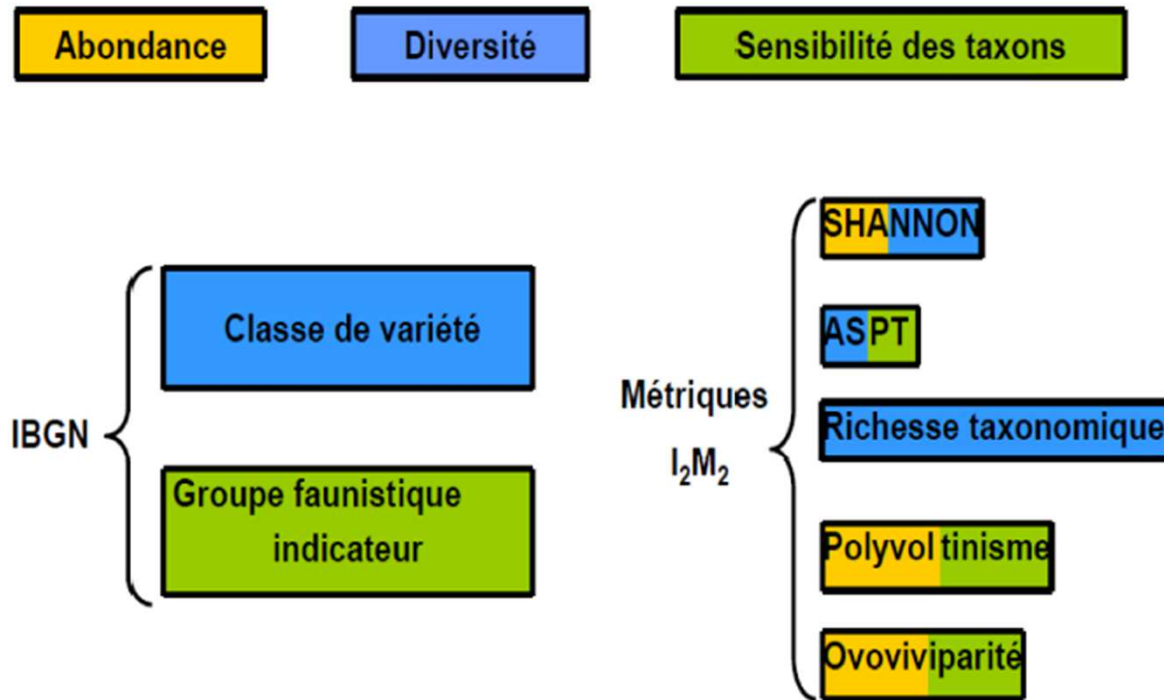 Abondance
Diversité
Sensibilité des taxons
IBGN
Classe de variété
Groupe faunistique
indicateur
Métriques
I₂M₂
SHANNON
ASPT
Richesse taxonomique
Polyvoltinisme
Ovoviviparité